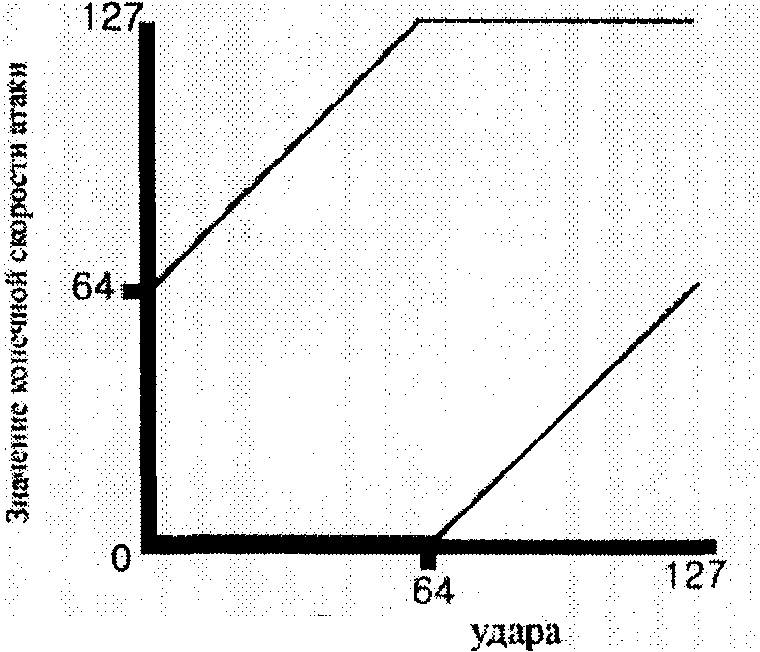 127
Значение конечной скорости атаки
64
0
64
127
удара